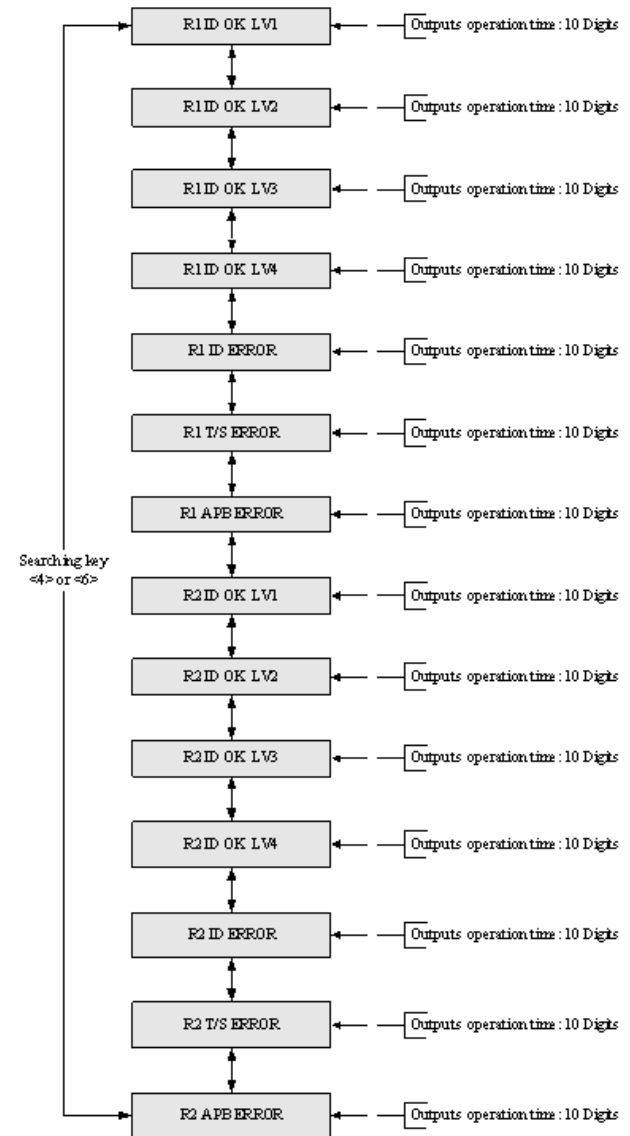 R1 ID OK LV1 Outputs operation time : 10 Digits
R1 ID OK LV2 Outputs operation time : 10 Digits
R1 ID OK LV3 Outputs operation time : 10 Digits
R1 ID OK LV4 Outputs operation time : 10 Digits
R1 ID ERROR Outputs operation time : 10 Digits
R1 T/S ERROR Outputs operation time : 10 Digits
R1 APB ERROR Outputs operation time : 10 Digits
Searching key
<4> or <6>
R2 ID OK LV1 Outputs operation time : 10 Digits
R2 ID OK LV2 Outputs operation time : 10 Digits
R2 ID OK LV3 Outputs operation time : 10 Digits
R2 ID OK LV4 Outputs operation time : 10 Digits
R2 ID ERROR Outputs operation time : 10 Digits
R2 T/S ERROR Outputs operation time : 10 Digits
R2 APB ERROR Outputs operation time : 10 Digits